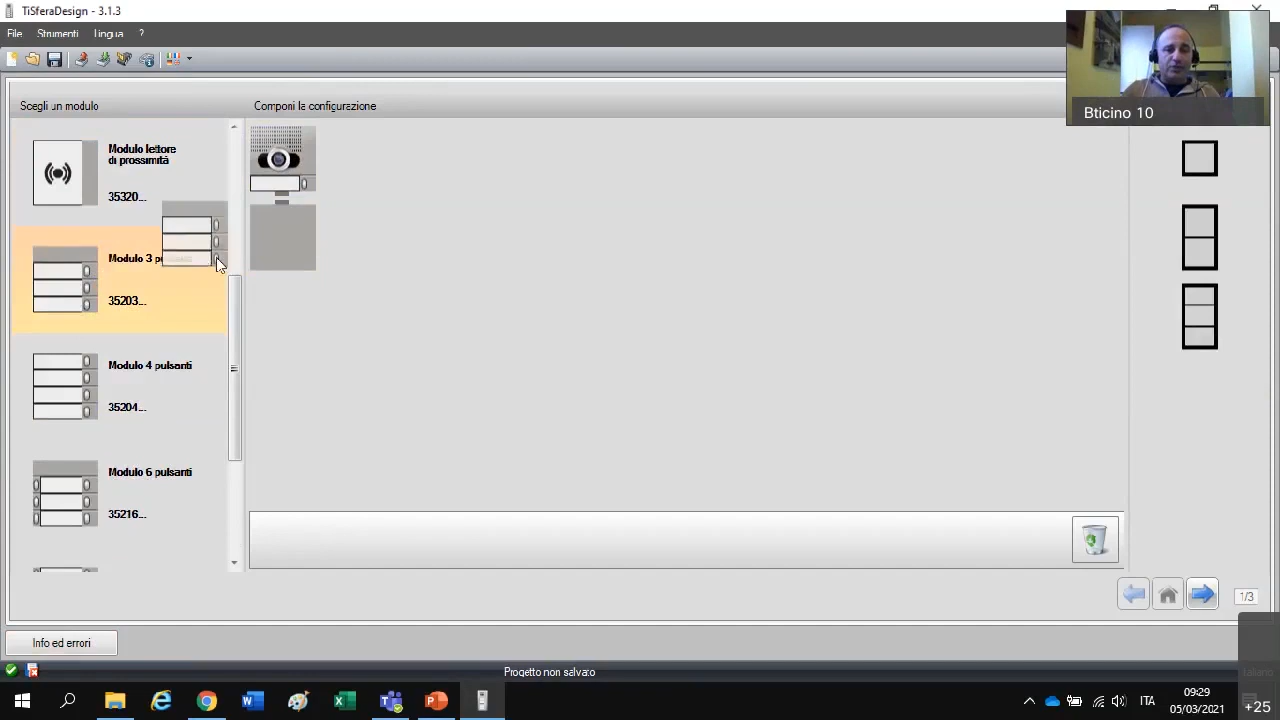 TiSferaDesign - 3.1.3
File Strumenti Lingua ?
Scegli un modulo
Componi la configurazione
Bticino 10
Modulo lettore
di prossimità
35320...
Modulo 3 p
35203...
Modulo 4 pulsanti
35204...
Modulo 6 pulsanti
35216...
1/3
Info ed errori
Progetto non salvato
italiano
ITA
09:29
05/03/2021
+25